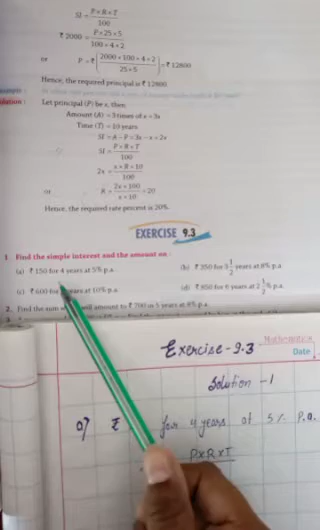 SI = P×R×T
100
₹ 2000 = P×25×5
100×4×2
or P = ₹ (2000×100×4×2 / 25×5) = ₹ 12800
Hence, the required principal is ₹ 12800
Let principal (P) be x, then
Amount (A) = 3 times of x = 3x
Time (T) = 10 years
SI = A – P = 3x – x = 2x
SI = P×R×T
100
2x = x×R×10
100
or R = 2x×100 / x×10 = 20
Hence, the required rate percent is 20%.
EXERCISE 9.3
1 Find the simple interest and the amount on :
(a) ₹ 150 for 4 years at 5% p.a.
(b) ₹ 350 for 5 1/2 years at 8% p.a.
(c) ₹ 600 for years at 10% p.a.
(d) ₹ 850 for 6 years at 2 1/2 % p.a.
2. Find the sum will amount to ₹ 700 in 5 years at 8% p.a.
Mathematics
Exercise-9.3
Date
Solution -1
a) ₹ for 4 years at 5% P.a.
P×R×T